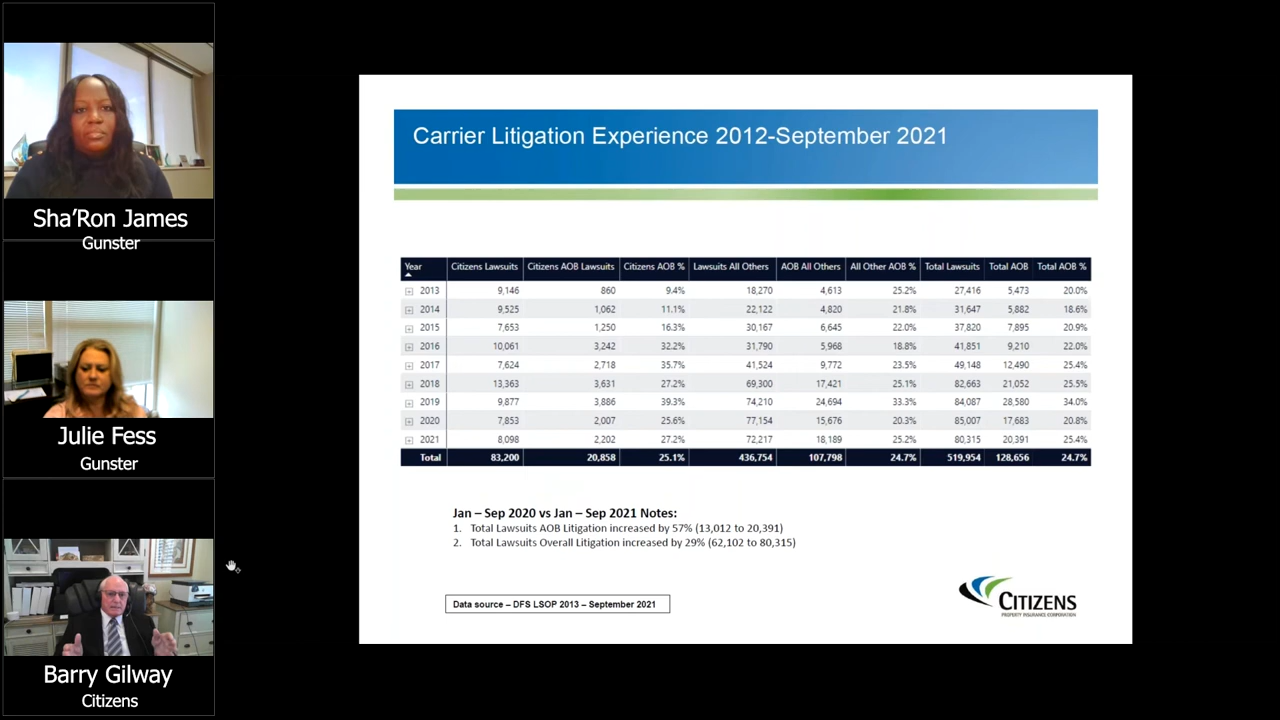 Sha'Ron James
Gunster
Julie Fess
Gunster
Barry Gilway
Citizens
Carrier Litigation Experience 2012-September 2021
Year Citizens Lawsuits Citizens AOB Lawsuits Citizens AOB % Lawsuits All Others AOB All Others All Other AOB % Total Lawsuits Total AOB Total AOB %
2013 9,146 860 9.4% 18,270 4,613 25.2% 27,416 5,473 20.0%
2014 9,525 1,062 11.1% 22,122 4,820 21.8% 31,647 5,882 18.6%
2015 7,653 1,250 16.3% 30,167 6,645 22.0% 37,820 7,895 20.9%
2016 10,061 3,242 32.2% 31,790 5,968 18.8% 41,851 9,210 22.0%
2017 7,624 2,718 35.7% 41,524 9,772 23.5% 49,148 12,490 25.4%
2018 13,363 3,631 27.2% 69,300 17,421 25.1% 82,663 21,052 25.5%
2019 9,877 3,886 39.3% 74,210 24,694 33.3% 84,087 28,580 34.0%
2020 7,853 2,007 25.6% 77,154 15,676 20.3% 85,007 17,683 20.8%
2021 8,098 2,202 27.2% 72,217 18,189 25.2% 80,315 20,391 25.4%
Total 83,200 20,858 25.1% 436,754 107,798 24.7% 519,954 128,656 24.7%
Jan – Sep 2020 vs Jan – Sep 2021 Notes:
1. Total Lawsuits AOB Litigation increased by 57% (13,012 to 20,391)
2. Total Lawsuits Overall Litigation increased by 29% (62,102 to 80,315)
Data source – DFS LSOP 2013 – September 2021
CITIZENS
PROPERTY INSURANCE CORPORATION